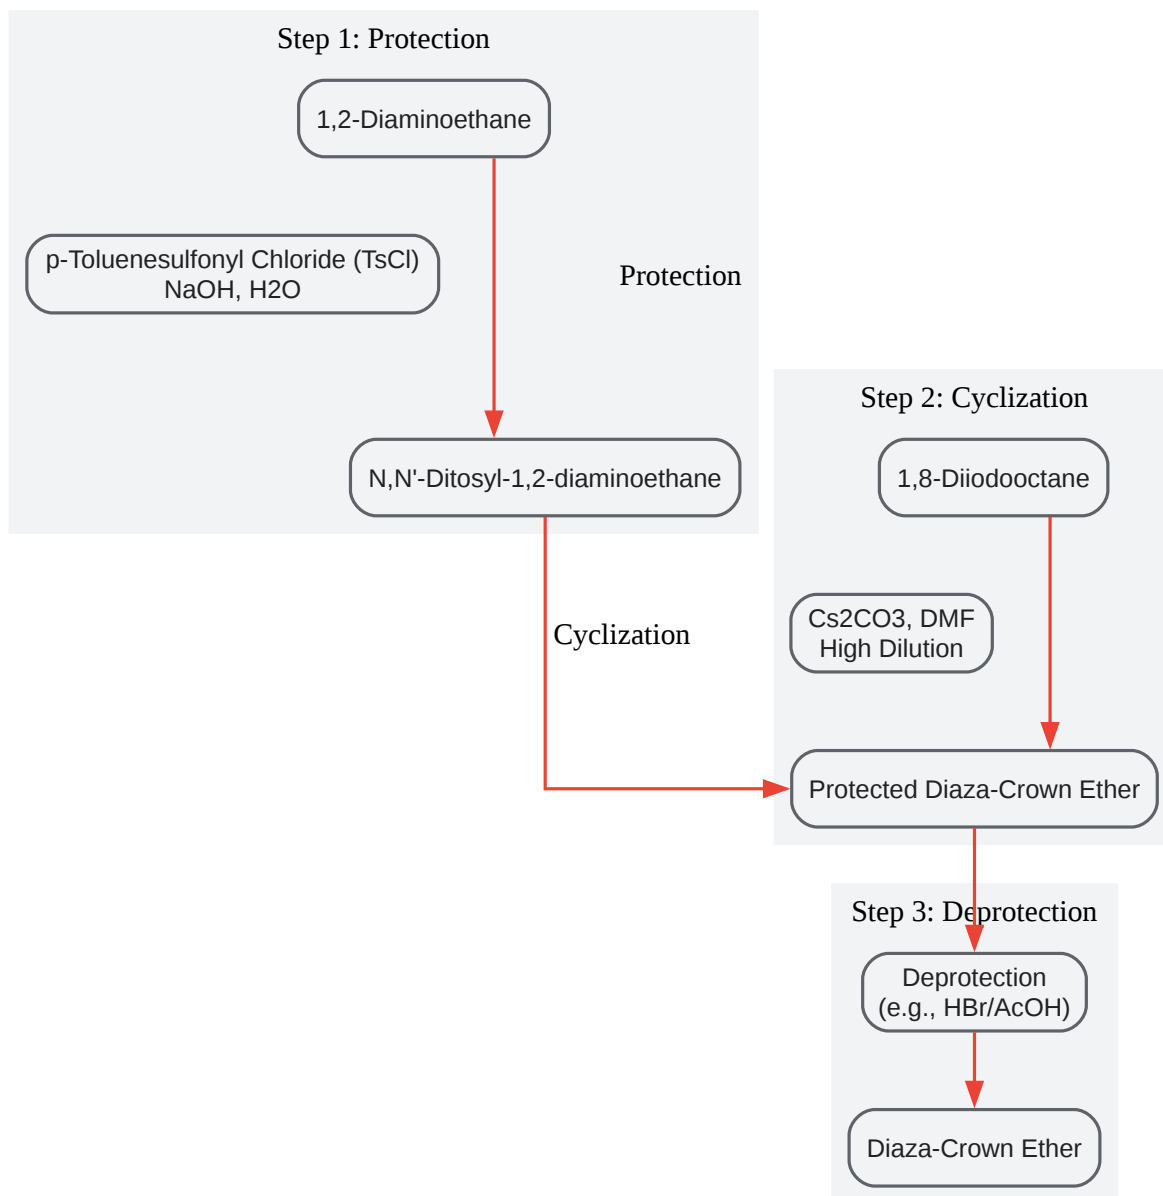 Step 1: Protection
1,2-Diaminoethane
p-Toluenesulfonyl Chloride (TsCl)
NaOH, H2O
Protection
N,N'-Ditosyl-1,2-diaminoethane
Cyclization
Step 2: Cyclization
1,8-Diiodooctane
Cs2CO3, DMF
High Dilution
Protected Diaza-Crown Ether
Step 3: Deprotection
Deprotection
(e.g., HBr/AcOH)
Diaza-Crown Ether